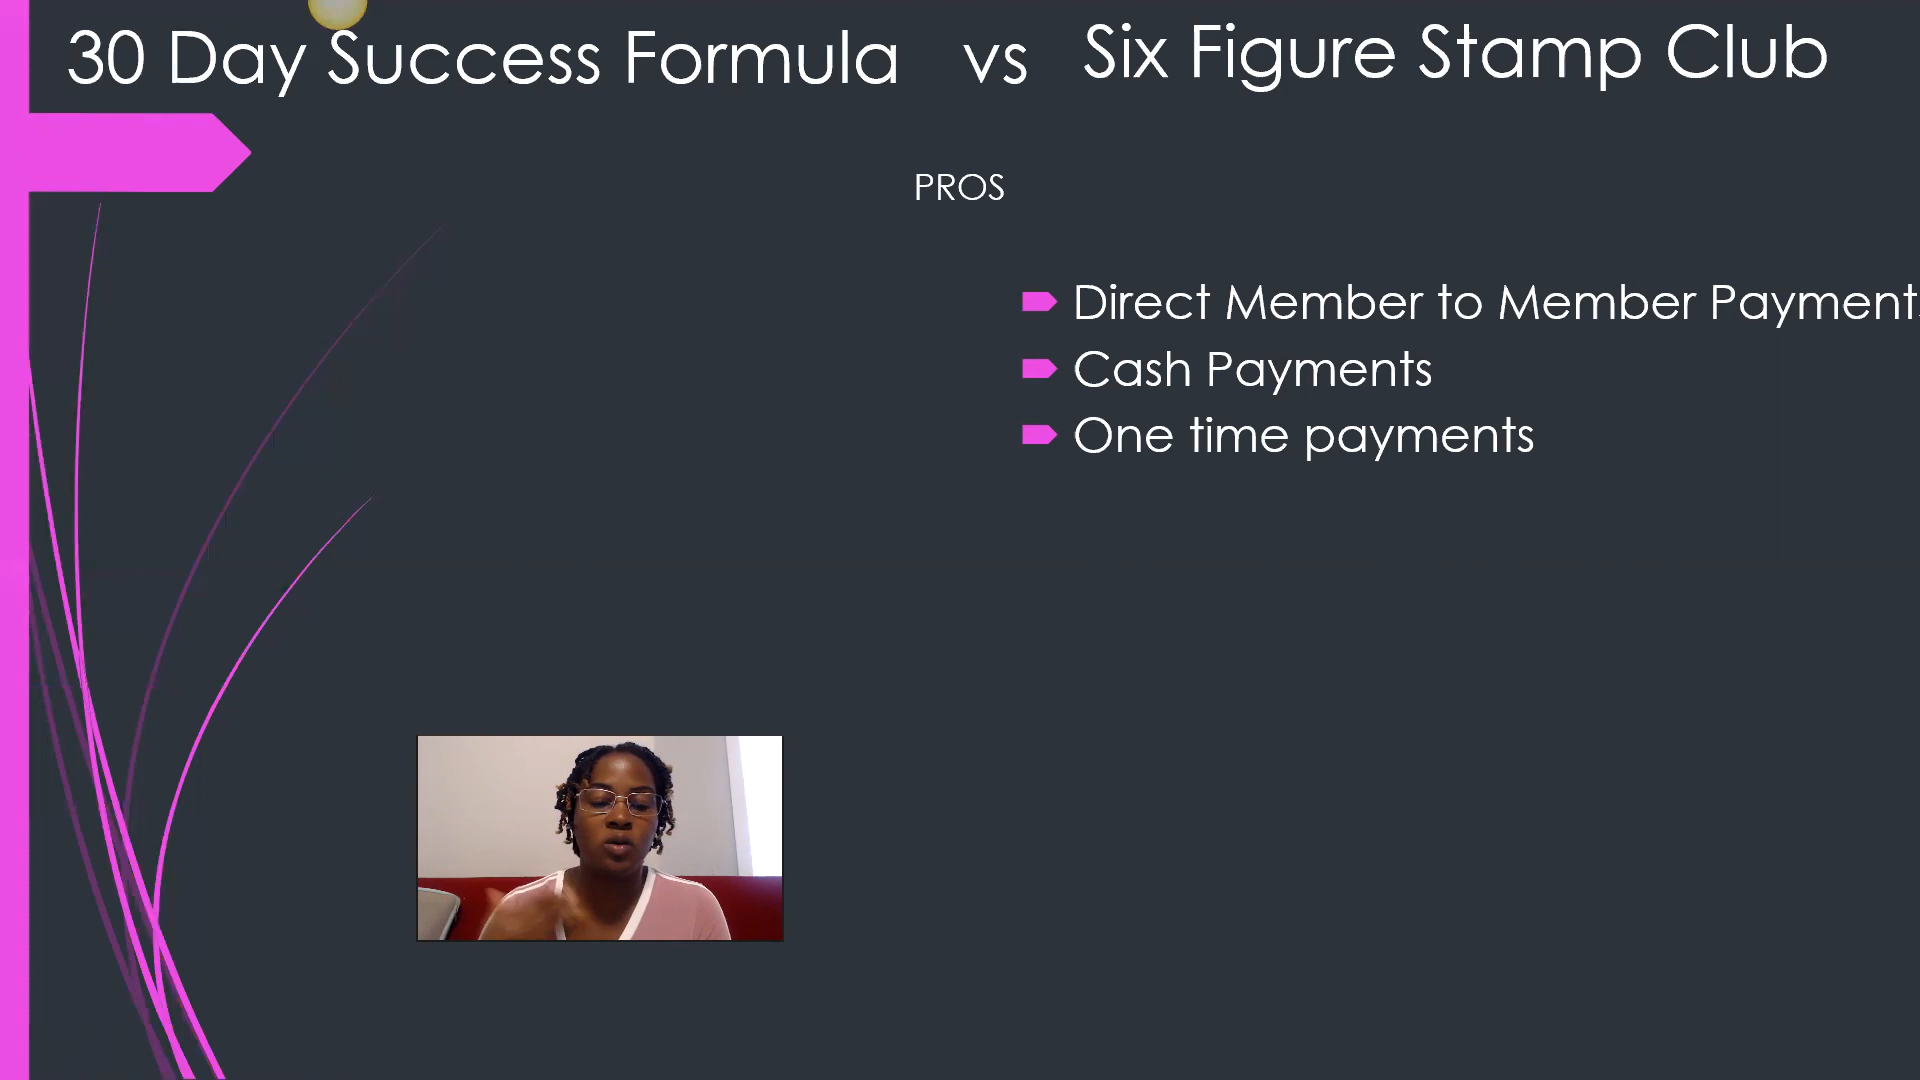 30 Day Success Formula vs Six Figure Stamp Club
PROS
Direct Member to Member Payment
Cash Payments
One time payments